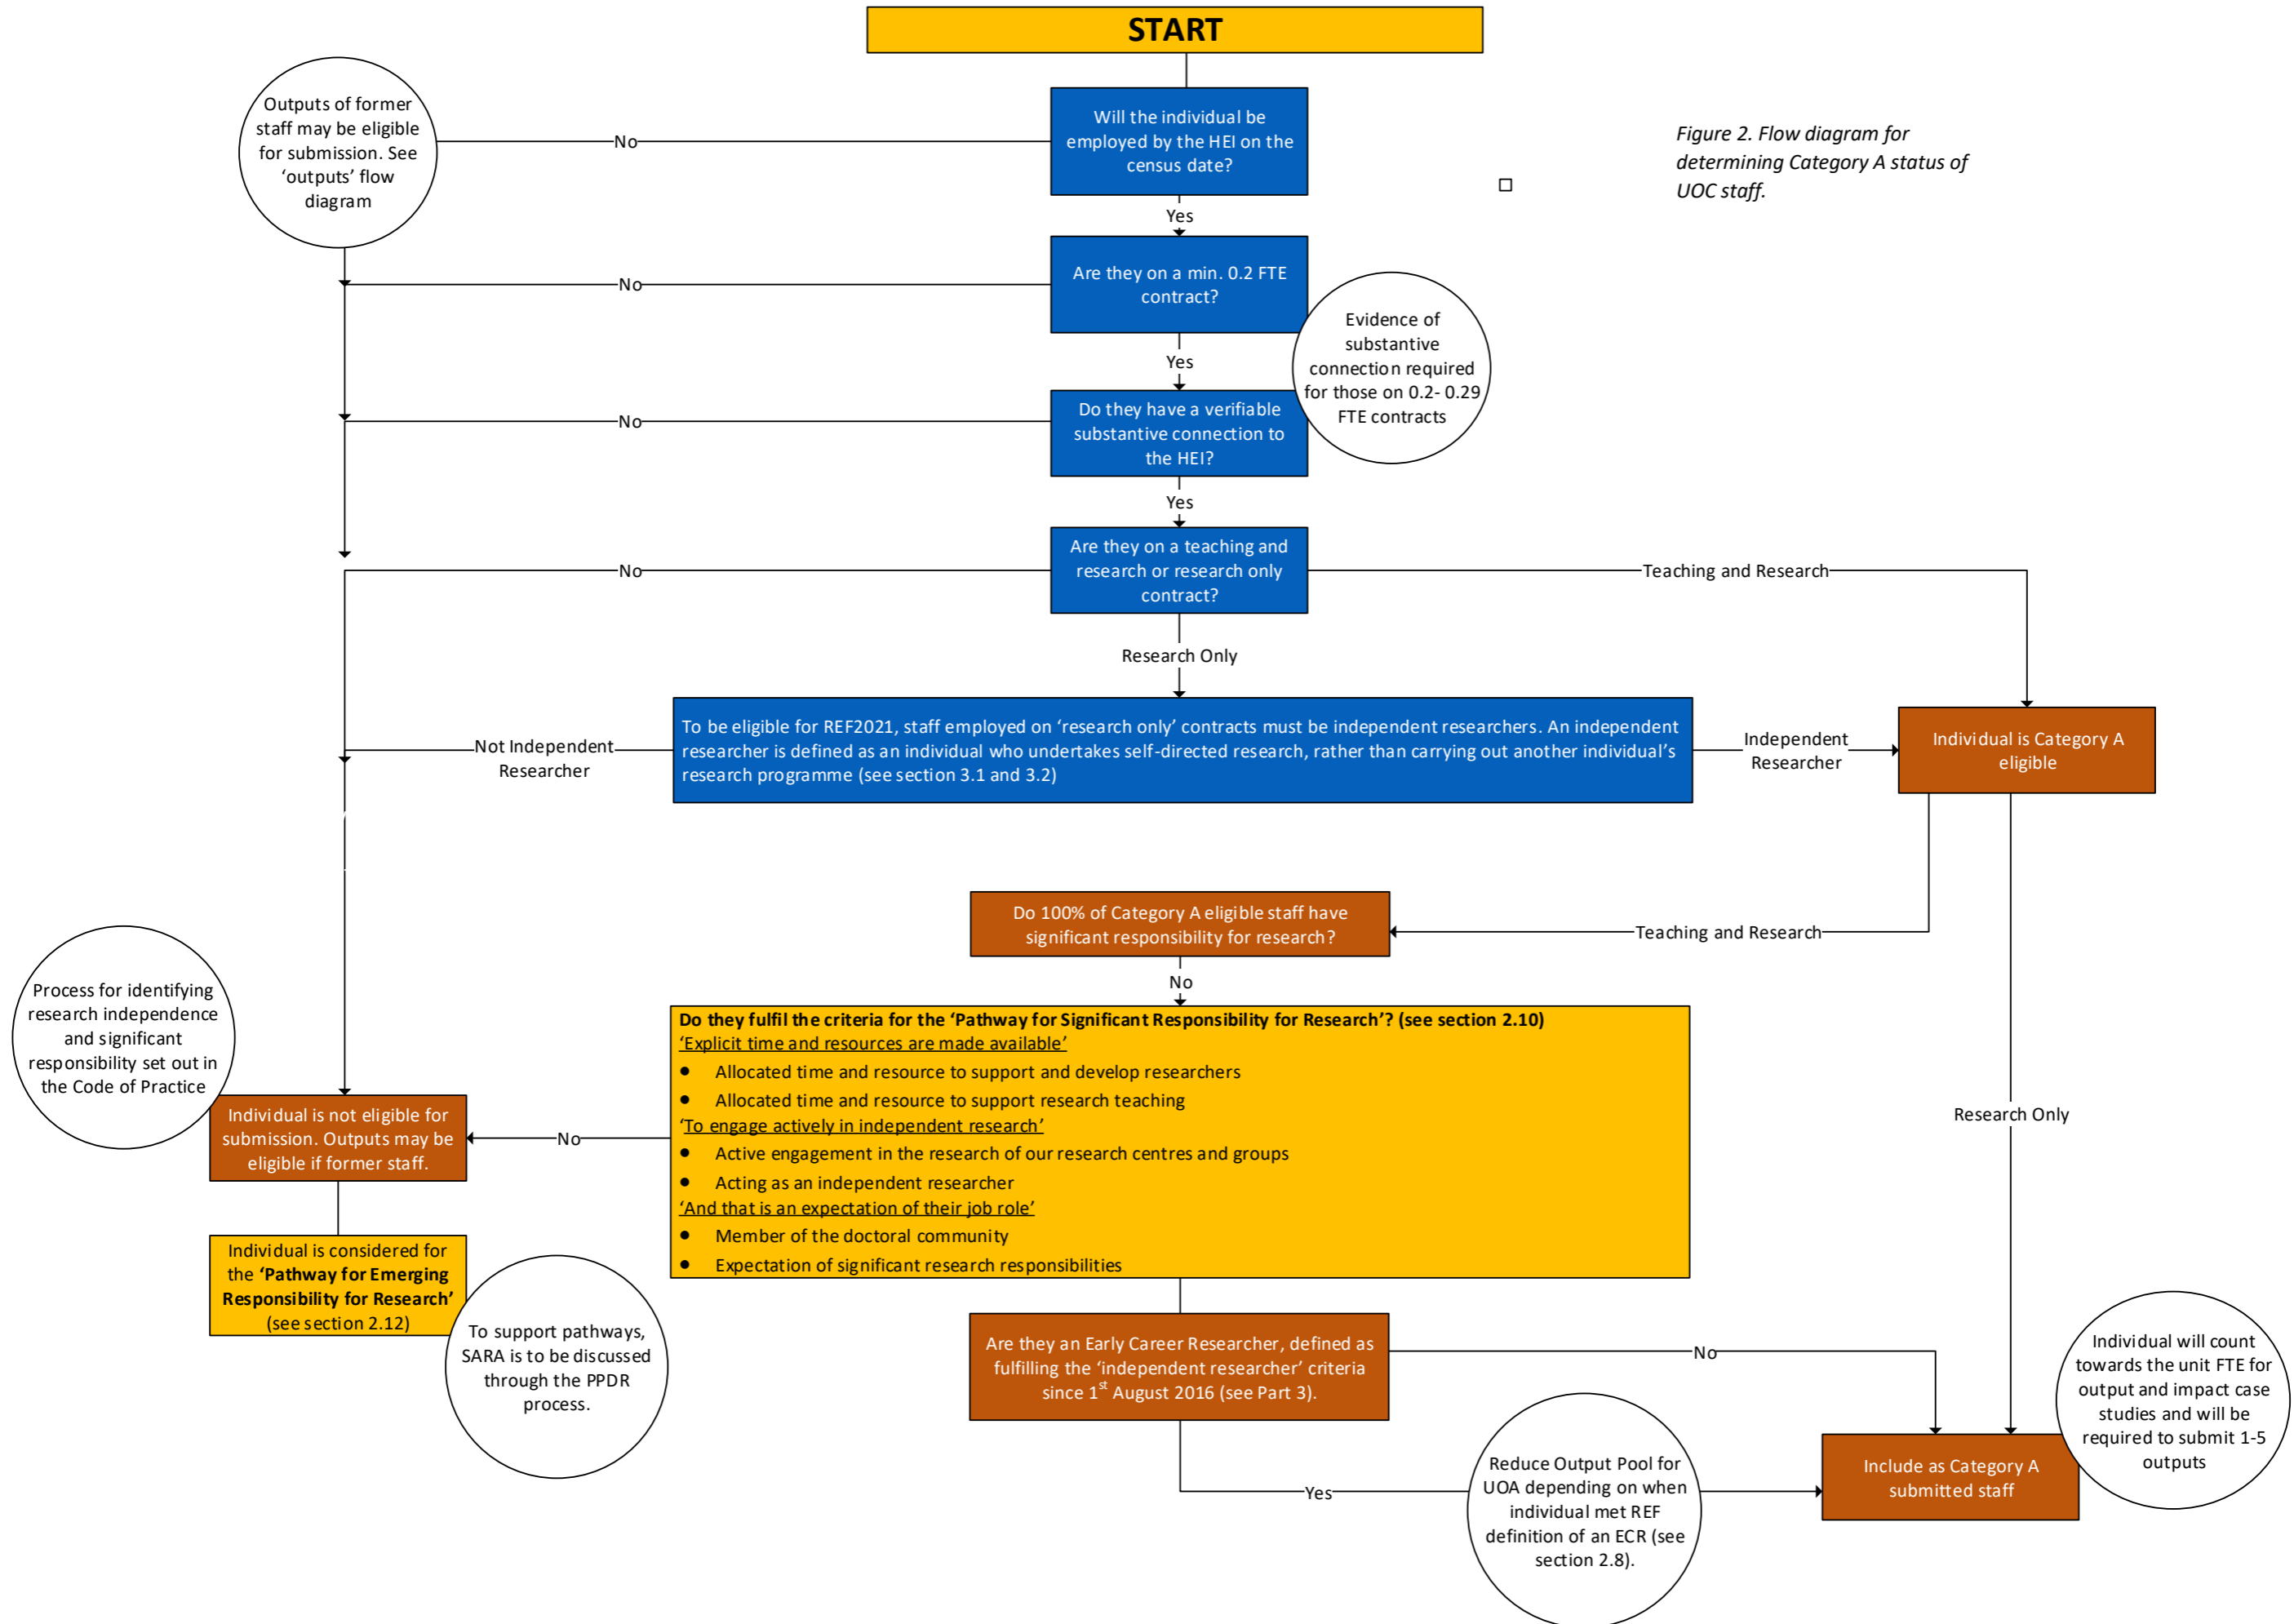 START
Outputs of former
staff may be eligible
for submission. See
‘outputs’ flow
diagram
No
Will the individual be
employed by the HEI on the
census date?
Figure 2. Flow diagram for
determining Category A status of
UOC staff.
Yes
No
Are they on a min. 0.2 FTE
contract?
Evidence of
substantive
connection required
for those on 0.2- 0.29
FTE contracts
Yes
No
Do they have a verifiable
substantive connection to
the HEI?
Yes
No
Are they on a teaching and
research or research only
contract?
Teaching and Research
Research Only
Not Independent
Researcher
To be eligible for REF2021, staff employed on ‘research only’ contracts must be independent researchers. An independent
researcher is defined as an individual who undertakes self-directed research, rather than carrying out another individual’s
research programme (see section 3.1 and 3.2)
Independent
Researcher
Individual is Category A
eligible
Do 100% of Category A eligible staff have
significant responsibility for research?
Teaching and Research
No
Process for identifying
research independence
and significant
responsibility set out in
the Code of Practice
Individual is not eligible for
submission. Outputs may be
eligible if former staff.
No
Do they fulfil the criteria for the ‘Pathway for Significant Responsibility for Research’? (see section 2.10)
‘Explicit time and resources are made available’
● Allocated time and resource to support and develop researchers
● Allocated time and resource to support research teaching
‘To engage actively in independent research’
● Active engagement in the research of our research centres and groups
● Acting as an independent researcher
‘And that is an expectation of their job role’
● Member of the doctoral community
● Expectation of significant research responsibilities
Research Only
Individual is considered for
the ‘Pathway for Emerging
Responsibility for Research’
(see section 2.12)
To support pathways,
SARA is to be discussed
through the PPDR
process.
Are they an Early Career Researcher, defined as
fulfilling the ‘independent researcher’ criteria
since 1st August 2016 (see Part 3).
No
Individual will count
towards the unit FTE for
output and impact case
studies and will be
required to submit 1-5
outputs
Yes
Reduce Output Pool for
UOA depending on when
individual met REF
definition of an ECR (see
section 2.8).
Include as Category A
submitted staff